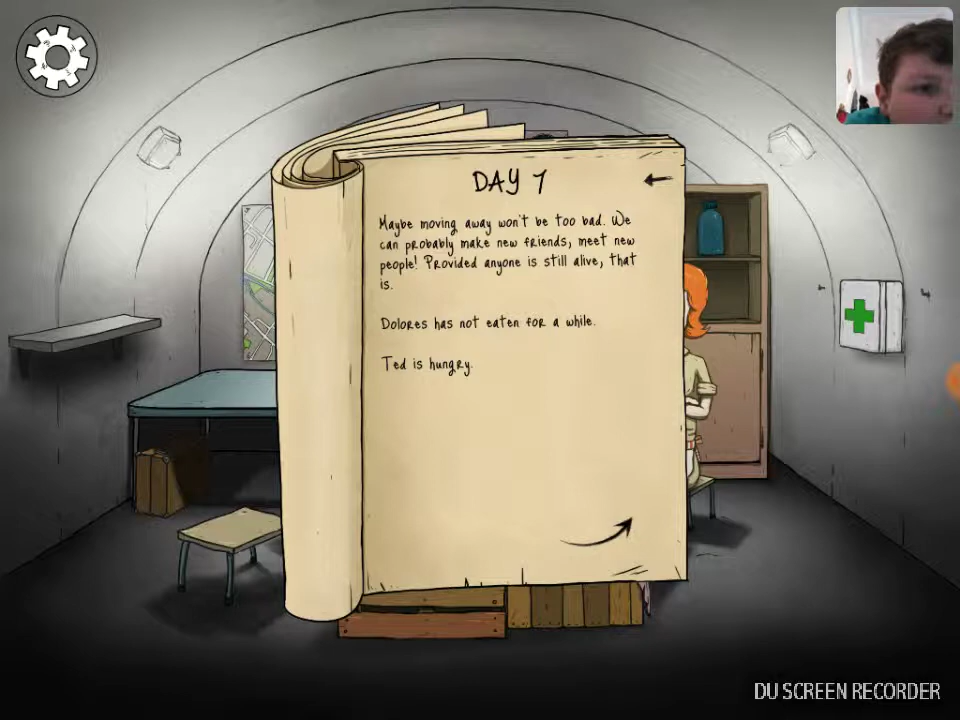 DAY 7
Maybe moving away won't be too bad. We
can probably make new friends, meet new
people! Provided anyone is still alive, that
is.
Dolores has not eaten for a while.
Ted is hungry.
DU SCREEN RECORDER